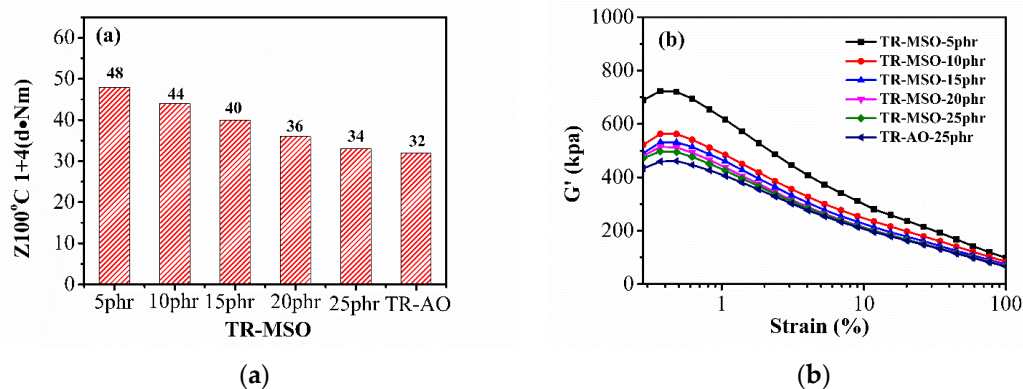 (a)
Z100°C 1+4(d•Nm)
60
50
40
30
20
10
0
48
44
40
36
34
32
5phr 10phr 15phr 20phr 25phr TR-AO
TR-MSO
(a)
(b)
G' (kpa)
1000
800
600
400
200
0
TR-MSO-5phr
TR-MSO-10phr
TR-MSO-15phr
TR-MSO-20phr
TR-MSO-25phr
TR-AO-25phr
1 10 100
Strain (%)
(b)